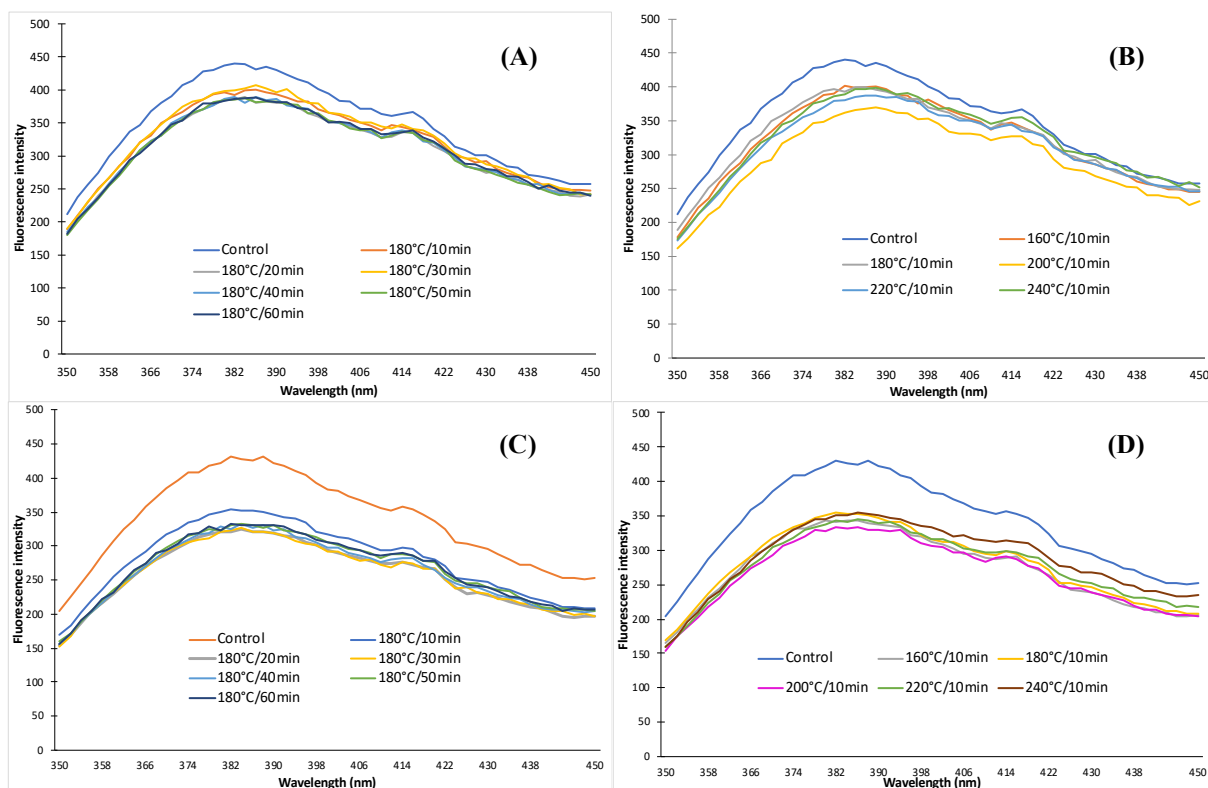 (A)
Fluorescence intensity
500
450
400
350
300
250
200
150
100
50
0
Control
180°C/10min
180°C/20min
180°C/30min
180°C/40min
180°C/50min
180°C/60min
350 358 366 374 382 390 398 406 414 422 430 438 450
Wavelength (nm)
(B)
Fluorescence intensity
500
450
400
350
300
250
200
150
100
50
0
Control
160°C/10min
180°C/10min
200°C/10min
220°C/10min
240°C/10min
350 358 366 374 382 390 398 406 414 422 430 438 450
Wavelength (nm)
(C)
Fluorescence intensity
500
450
400
350
300
250
200
150
100
50
0
Control
180°C/10min
180°C/20min
180°C/30min
180°C/40min
180°C/50min
180°C/60min
350 358 366 374 382 390 398 406 414 422 430 438 450
Wavelength (nm)
(D)
Fluorescence intensity
500
450
400
350
300
250
200
150
100
50
0
Control
160°C/10min
180°C/10min
200°C/10min
220°C/10min
240°C/10min
350 358 366 374 382 390 398 406 414 422 430 438 450
Wavelength (nm)